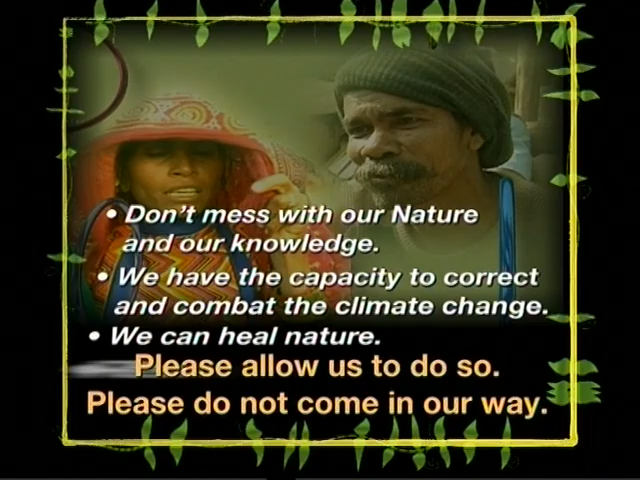 • Don't mess with our Nature
and our knowledge.
• We have the capacity to correct
and combat the climate change.
• We can heal nature.
Please allow us to do so.
Please do not come in our way.